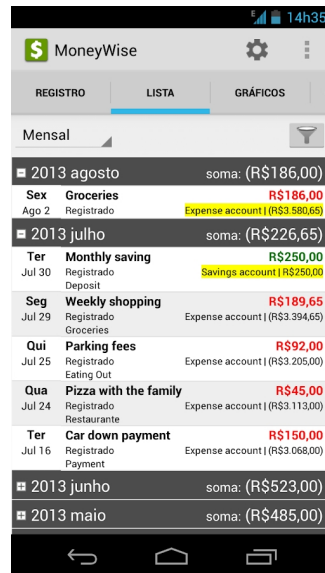 E 14h35
$ MoneyWise
REGISTRO LISTA GRÁFICOS
Mensal
2013 agosto soma: (R$186,00)
Sex Groceries R$186,00
Ago 2 Registrado Expense account | (R$3.580,65)
2013 julho soma: (R$226,65)
Ter Monthly saving R$250,00
Jul 30 Registrado Savings account | R$250,00
Deposit
Seg Weekly shopping R$189,65
Jul 29 Registrado Expense account | (R$3.394,65)
Groceries
Qui Parking fees R$92,00
Jul 25 Registrado Expense account | (R$3.205,00)
Eating Out
Qua Pizza with the family R$45,00
Jul 24 Registrado Expense account | (R$3.113,00)
Restaurante
Ter Car down payment R$150,00
Jul 16 Registrado Expense account | (R$3.068,00)
Payment
2013 junho soma: (R$523,00)
2013 maio soma: (R$485,00)